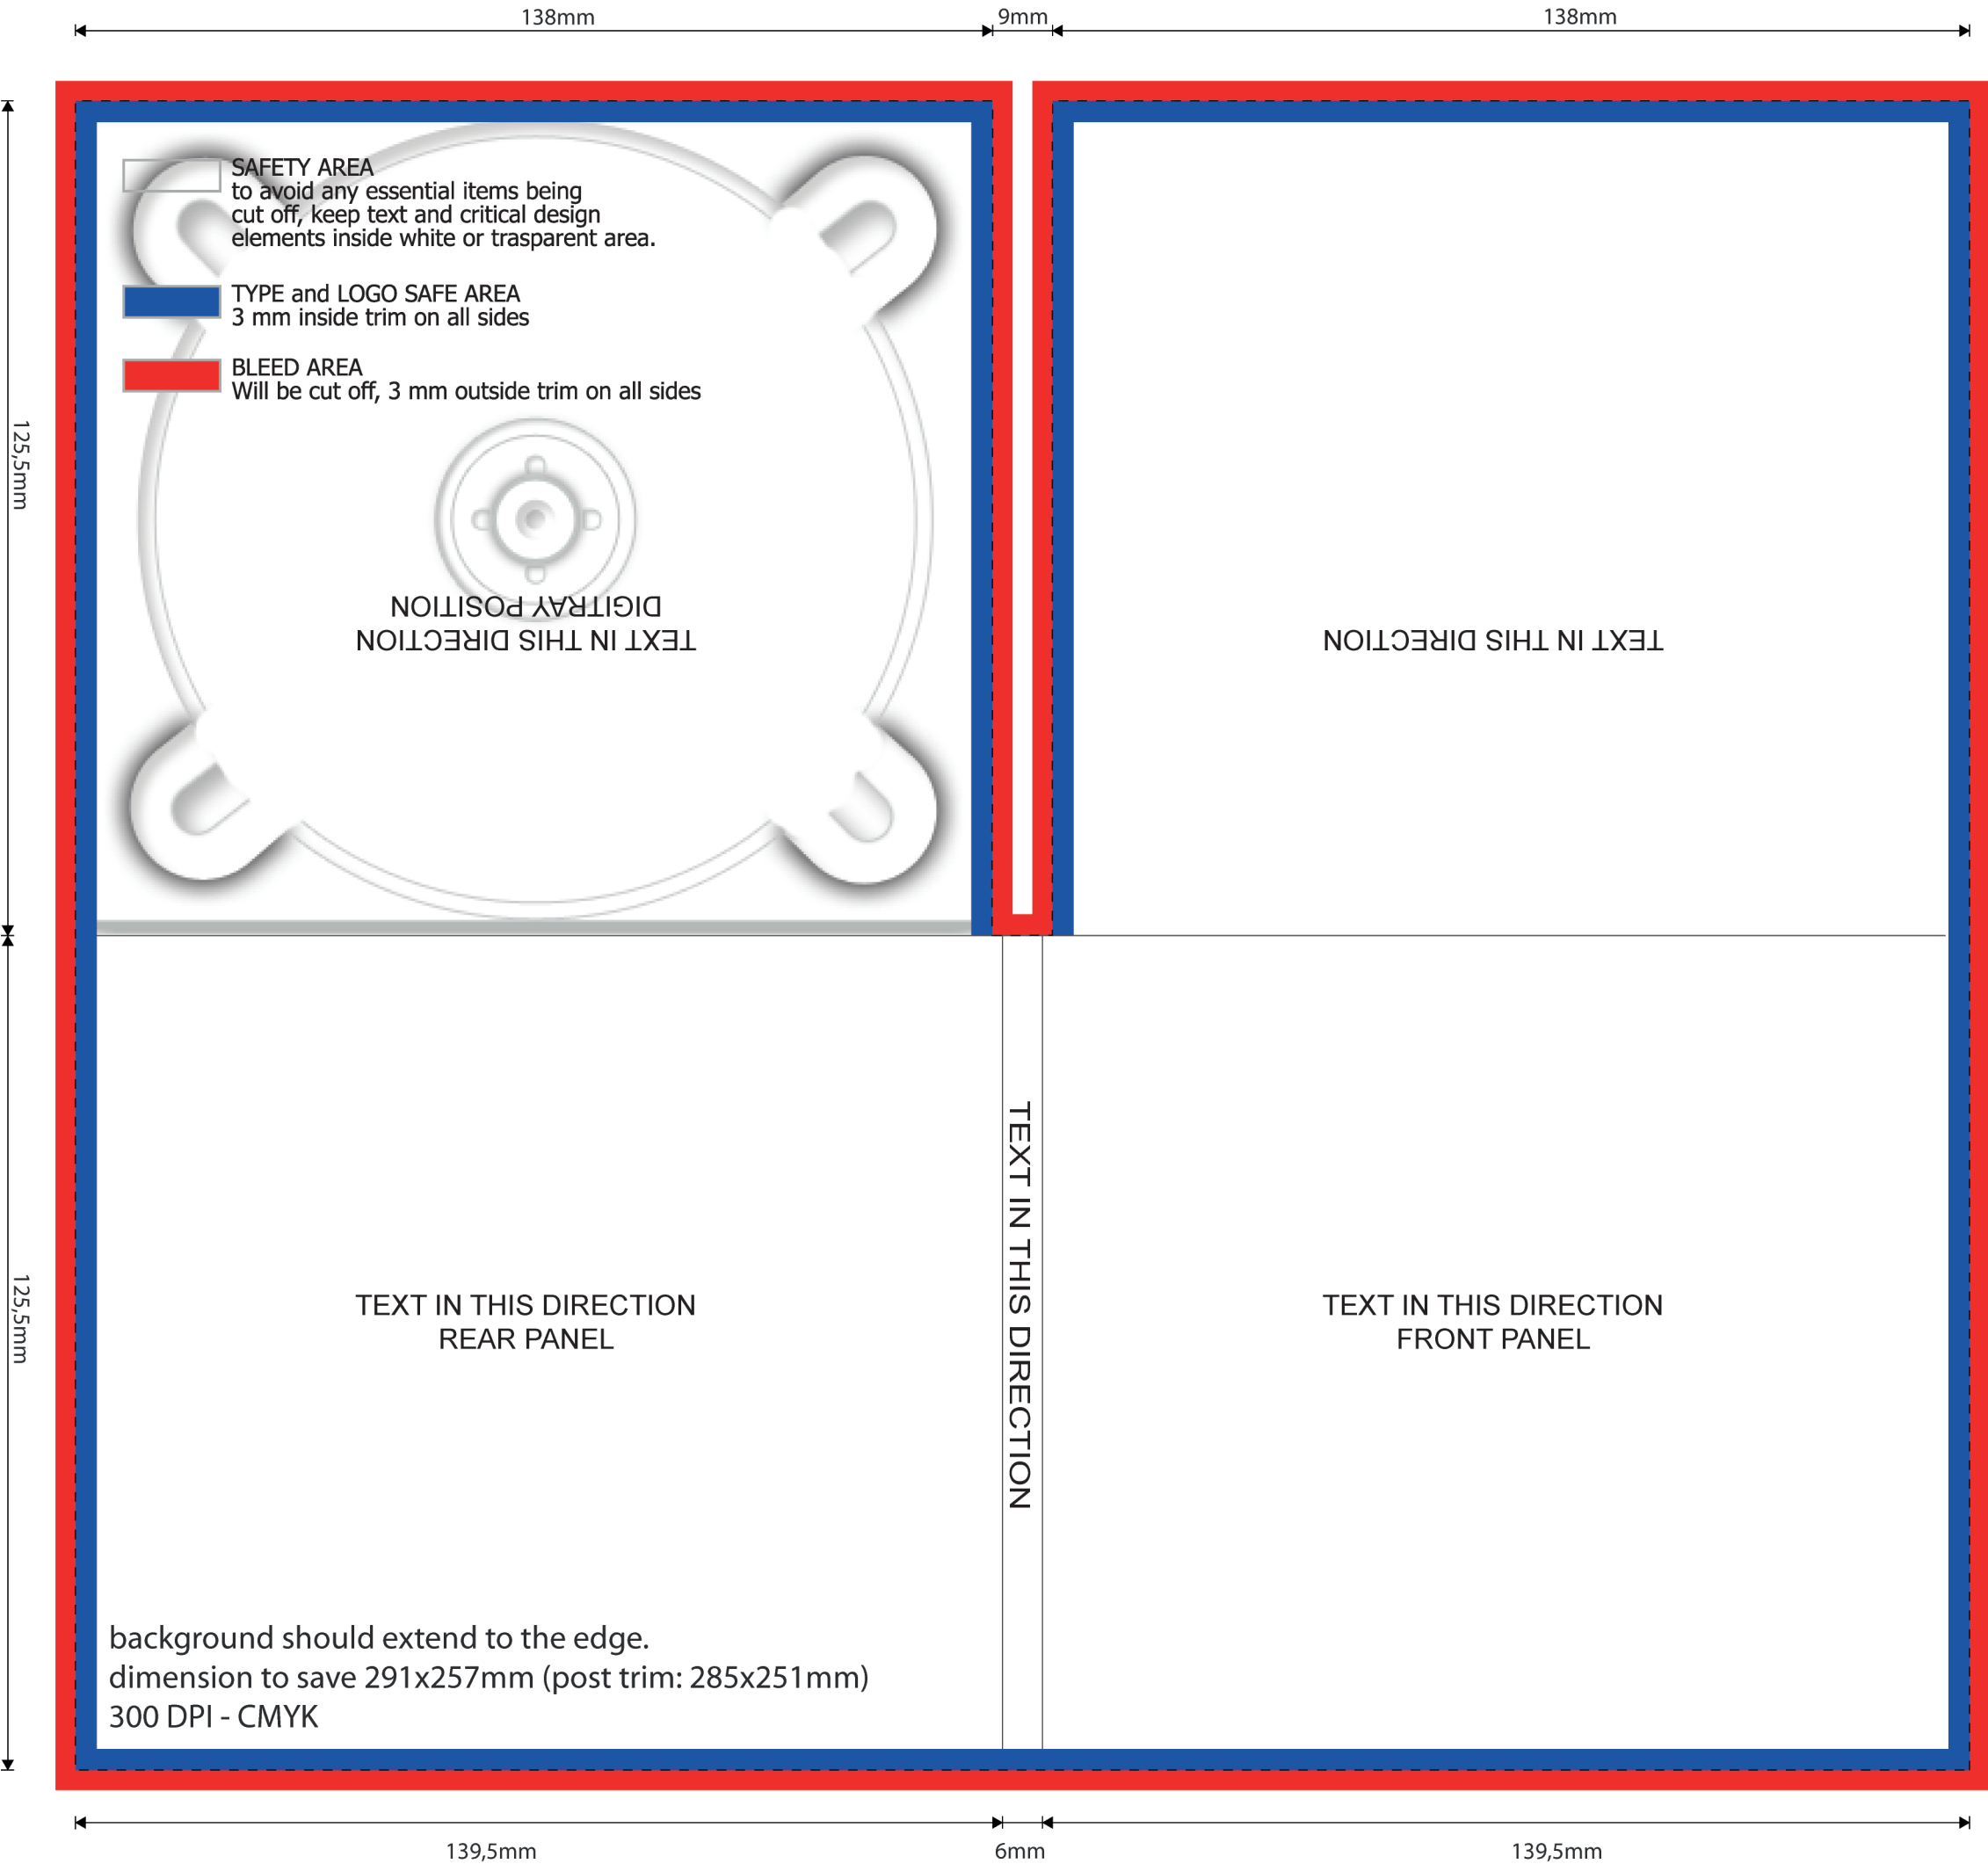 138mm
9mm
138mm
SAFETY AREA
to avoid any essential items being
cut off, keep text and critical design
elements inside white or trasparent area.
TYPE and LOGO SAFE AREA
3 mm inside trim on all sides
BLEED AREA
Will be cut off, 3 mm outside trim on all sides
125,5mm
TEXT IN THIS DIRECTION
DIGITRAY POSITION
TEXT IN THIS DIRECTION
125,5mm
TEXT IN THIS DIRECTION
REAR PANEL
TEXT IN THIS DIRECTION
TEXT IN THIS DIRECTION
FRONT PANEL
background should extend to the edge.
dimension to save 291x257mm (post trim: 285x251mm)
300 DPI - CMYK
139,5mm
6mm
139,5mm